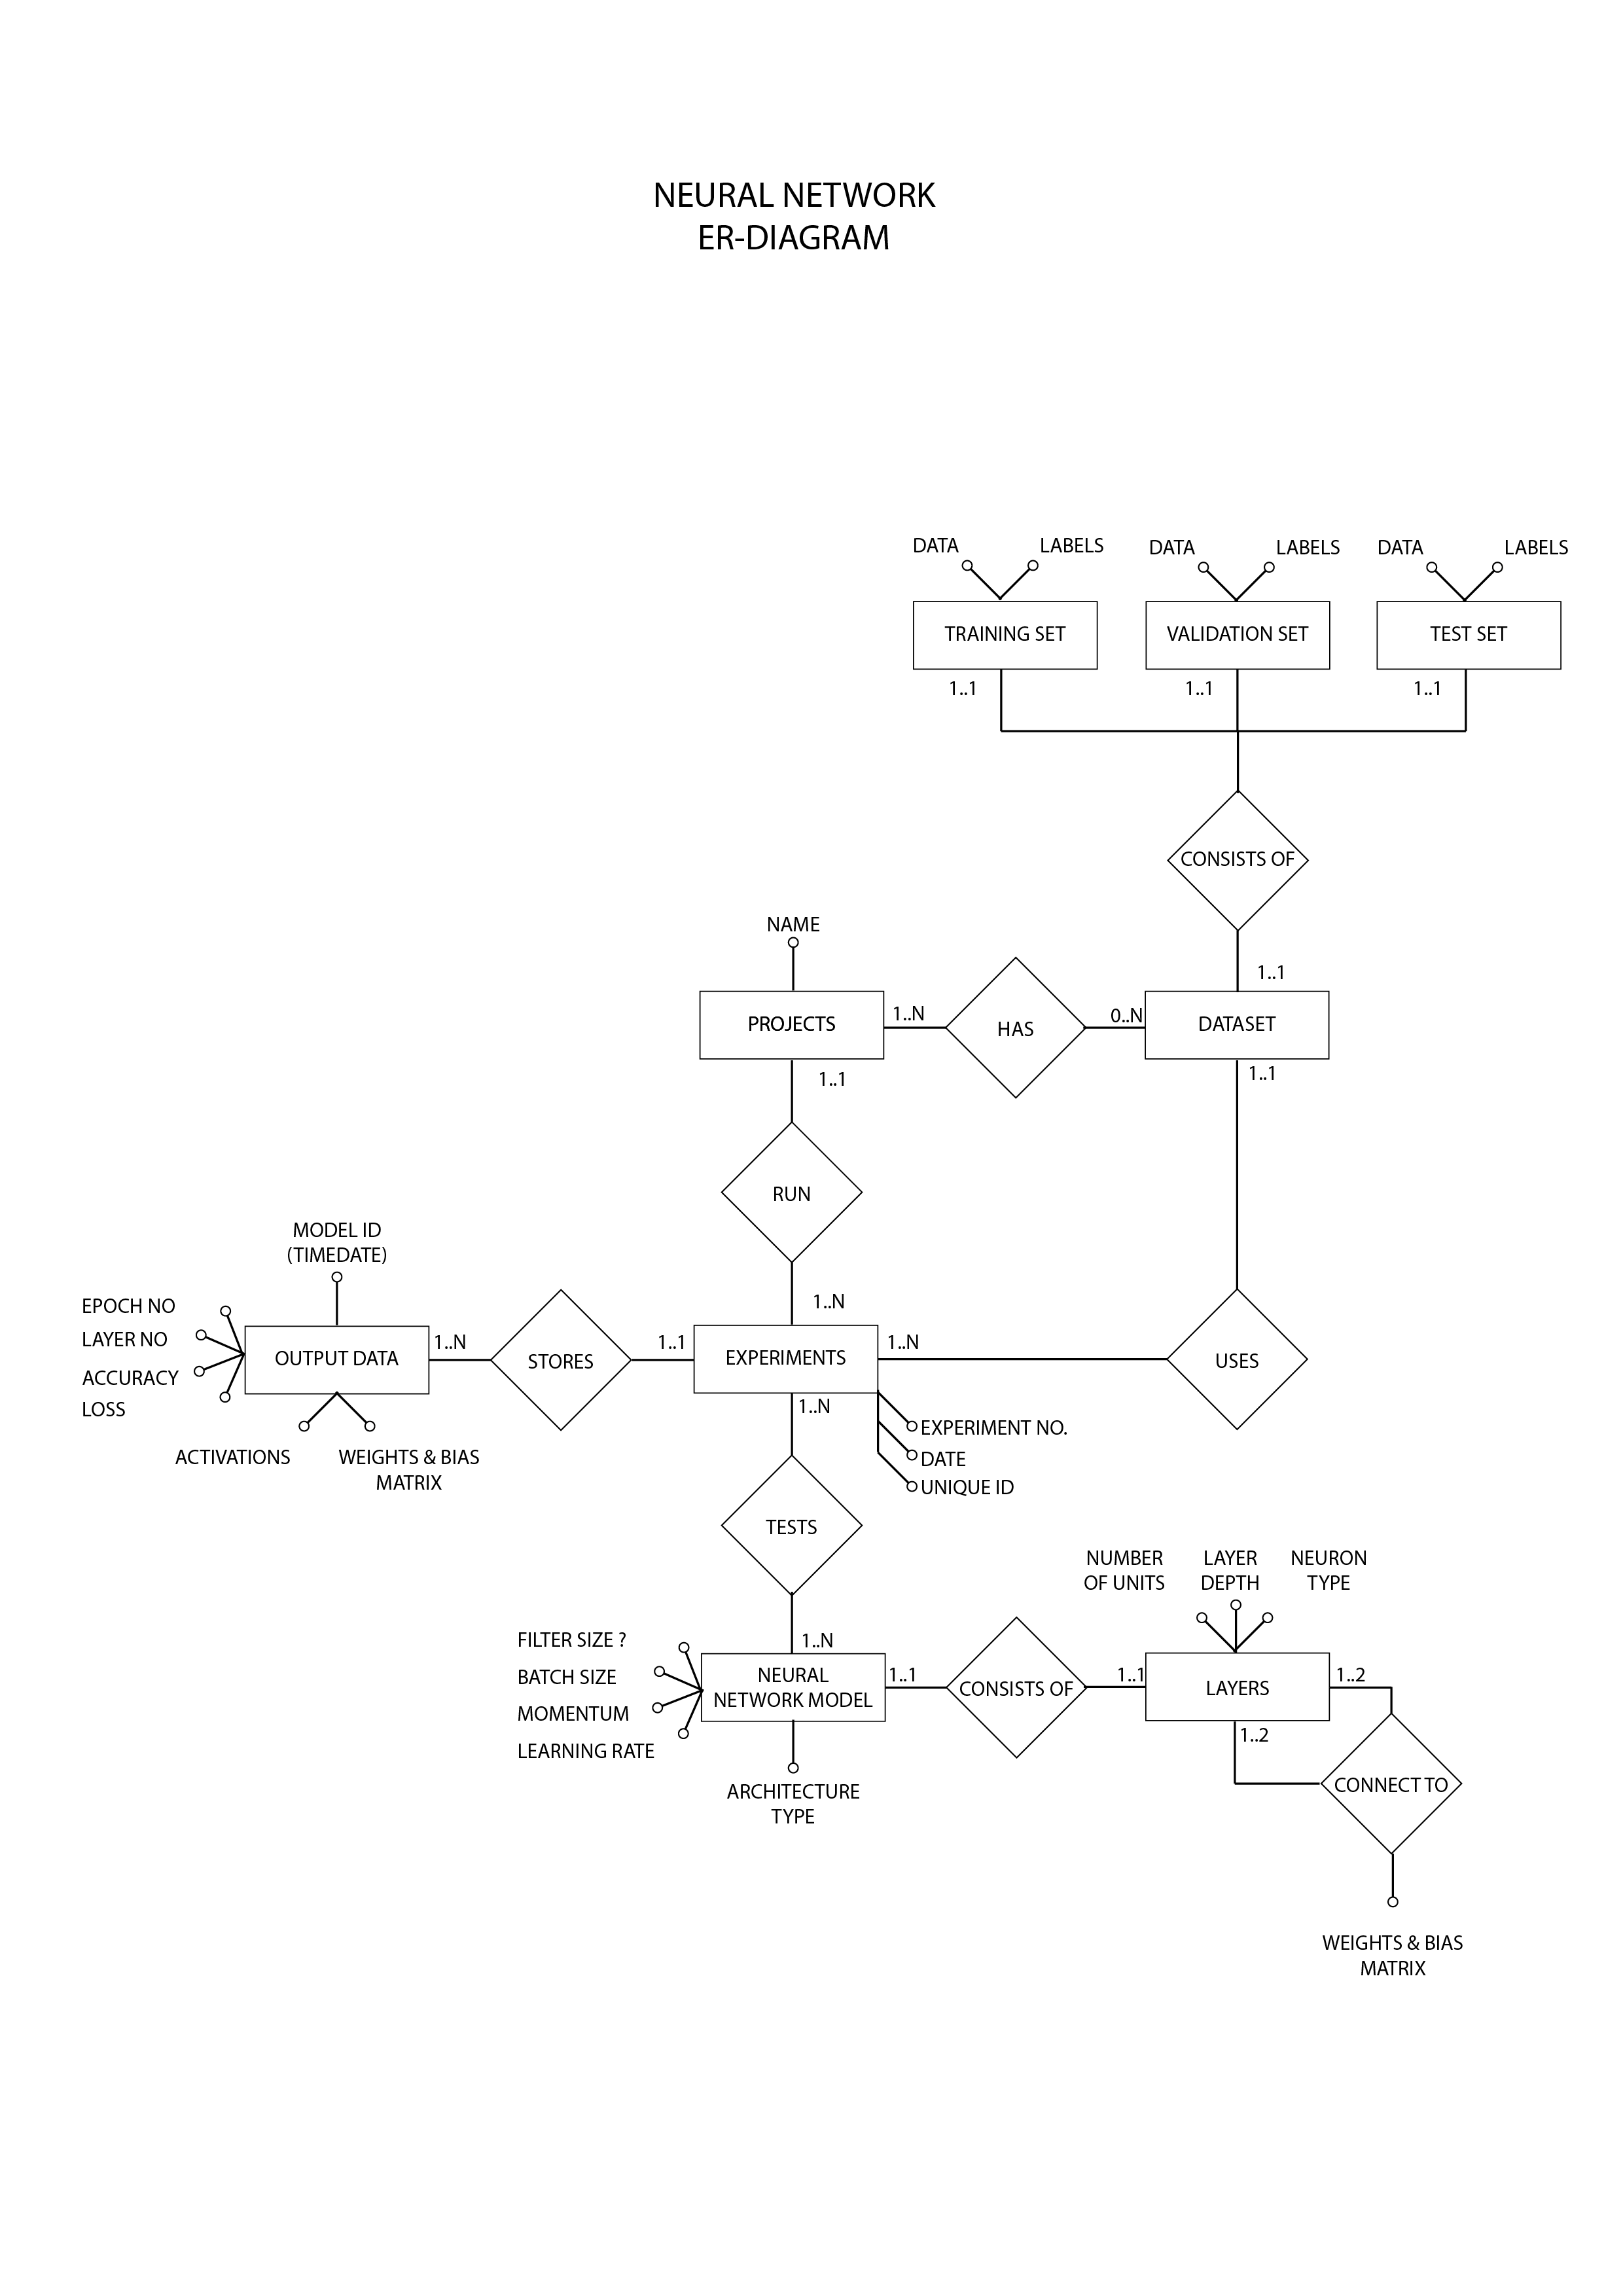 NEURAL NETWORK
ER-DIAGRAM
DATA
LABELS
DATA
LABELS
DATA
LABELS
TRAINING SET
VALIDATION SET
TEST SET
1..1
1..1
1..1
CONSISTS OF
NAME
1..1
PROJECTS
1..N
HAS
0..N
DATASET
1..1
1..1
RUN
MODEL ID
(TIMEDATE)
1..N
EPOCH NO
LAYER NO
ACCURACY
LOSS
OUTPUT DATA
1..N
STORES
1..1
EXPERIMENTS
1..N
USES
1..N
EXPERIMENT NO.
DATE
UNIQUE ID
ACTIVATIONS
WEIGHTS & BIAS
MATRIX
TESTS
NUMBER
OF UNITS
LAYER
DEPTH
NEURON
TYPE
1..N
FILTER SIZE ?
BATCH SIZE
MOMENTUM
LEARNING RATE
NEURAL
NETWORK MODEL
1..1
CONSISTS OF
1..1
LAYERS
1..2
1..2
CONNECT TO
ARCHITECTURE
TYPE
WEIGHTS & BIAS
MATRIX